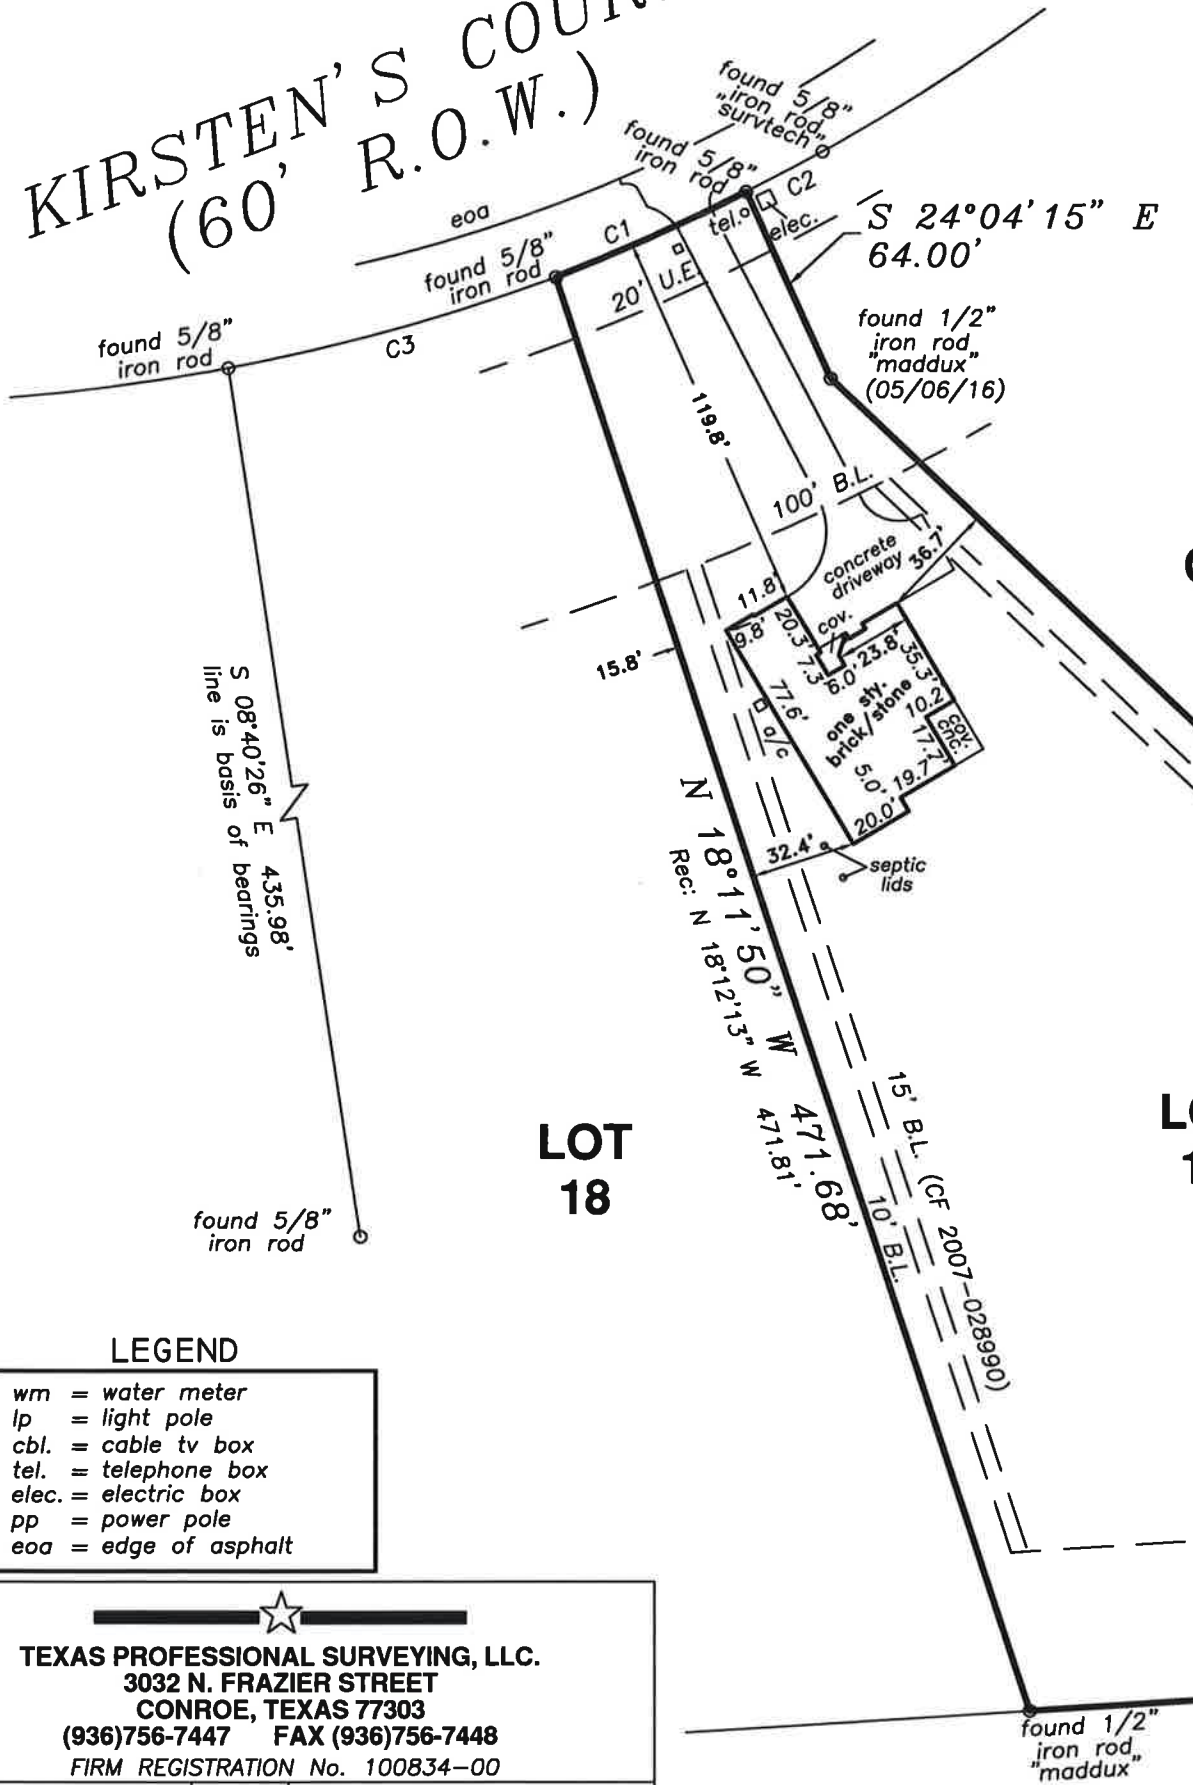 KIRSTEN'S COUR
(60' R.O.W.)
found 5/8"
"iron rod
survtech"
found 5/8"
iron rod
eoa
C1
C2
tel.
elec.
S 24°04'15" E
64.00'
found 5/8"
iron rod
20' U.E.
found 5/8"
iron rod
C3
found 1/2"
iron rod
"maddux"
(05/06/16)
119.8'
100' B.L.
concrete
driveway
36.7'
11.8'
9.8'
20.3'
cov.
7.3'
6.0'
23.8'
35.3'
15.8'
77.6'
a/c
one sty.
brick/stone
10.2
cov.
cnc.
17.7'
5.0'
19.7'
20.0'
32.4'
septic
lids
S 08°40'26" E 435.98'
line is basis of bearings
N 18°11'50" W 471.68'
Rec: N 18°12'13" W 471.81'
15' B.L. (CF 2007-028990)
10' B.L.
LOT
18
LO
1
found 5/8"
iron rod
LEGEND
wm = water meter
lp = light pole
cbl. = cable tv box
tel. = telephone box
elec. = electric box
pp = power pole
eoa = edge of asphalt
TEXAS PROFESSIONAL SURVEYING, LLC.
3032 N. FRAZIER STREET
CONROE, TEXAS 77303
(936)756-7447 FAX (936)756-7448
FIRM REGISTRATION No. 100834-00
found 1/2"
iron rod
"maddux"